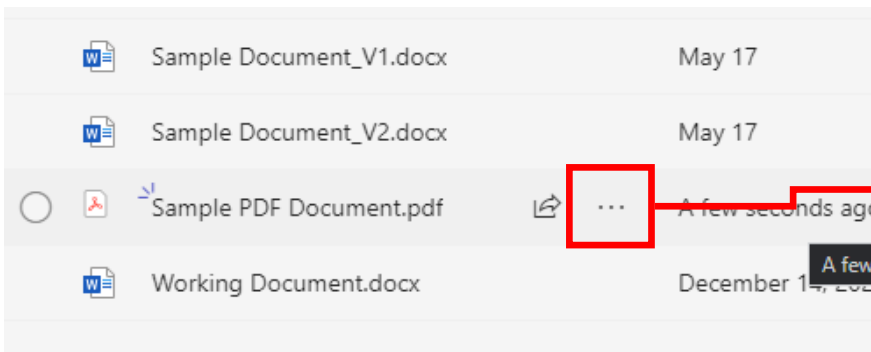 Sample Document_V1.docx May 17
Sample Document_V2.docx May 17
Sample PDF Document.pdf ... A few seconds ago
A few
Working Document.docx December 14,